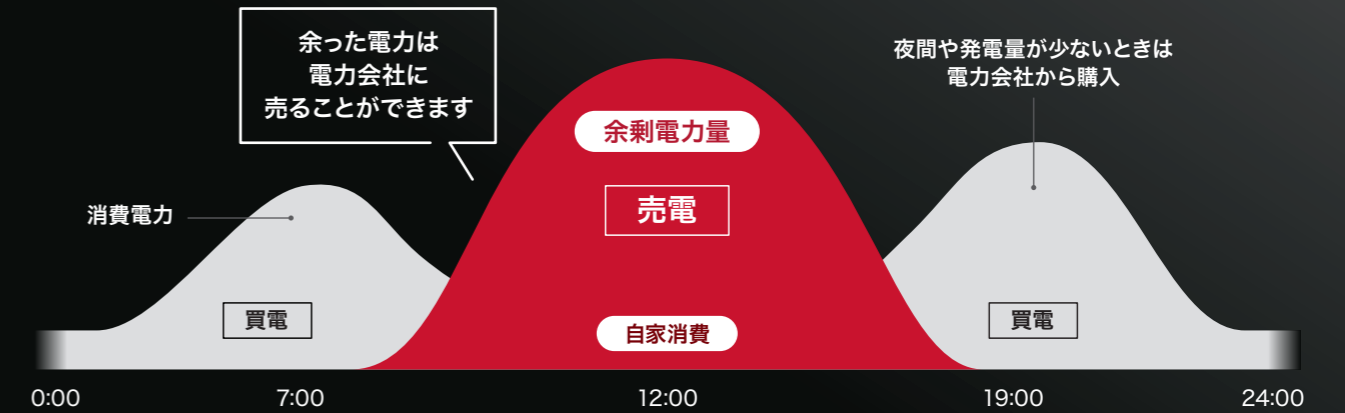 余った電力は
電力会社に
売ることができます
夜間や発電量が少ないときは
電力会社から購入
余剰電力量
売電
消費電力
買電
自家消費
買電
0:00
7:00
12:00
19:00
24:00